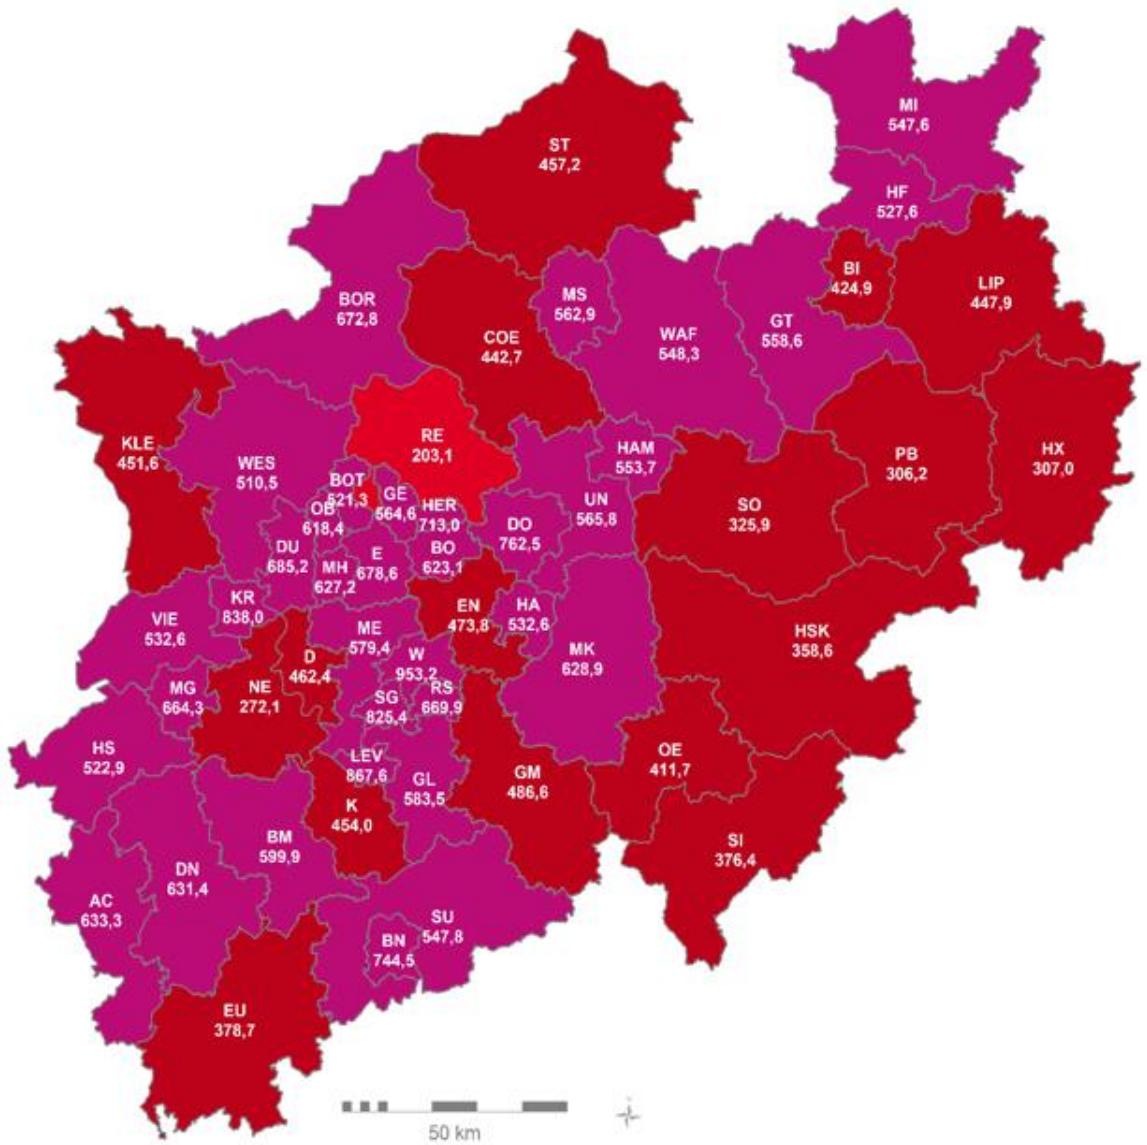 MI
547,6
ST
457,2
HF
527,6
BI
424,9
LIP
447,9
BOR
672,8
MS
562,9
COE
442,7
WAF
548,3
GT
558,6
KLE
451,6
WES
510,5
RE
203,1
HAM
553,7
PB
306,2
HX
307,0
BOT
521,3
GE
564,6
HER
713,0
OB
618,4
DO
762,5
UN
565,8
SO
325,9
DU
685,2
MH
627,2
E
678,6
BO
623,1
KR
838,0
VIE
532,6
EN
473,8
HA
532,6
ME
579,4
HSK
358,6
MK
628,9
D
462,4
W
953,2
MG
664,3
NE
272,1
SG
825,4
RS
669,9
HS
522,9
LEV
867,6
GL
583,5
GM
486,6
OE
411,7
K
454,0
BM
599,9
SI
376,4
DN
631,4
AC
633,3
SU
547,8
BN
744,5
EU
378,7
50 km